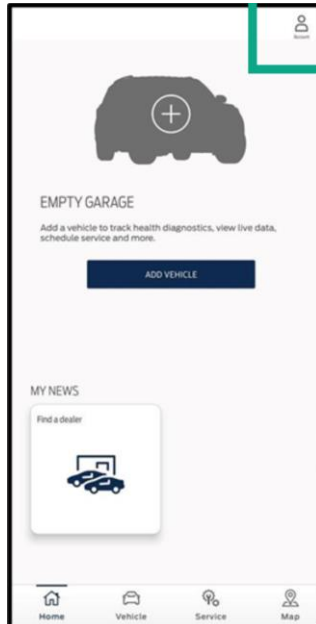 Account
EMPTY GARAGE
Add a vehicle to track health diagnostics, view live data,
schedule service and more.
ADD VEHICLE
MY NEWS
Find a dealer
Home
Vehicle
Service
Map